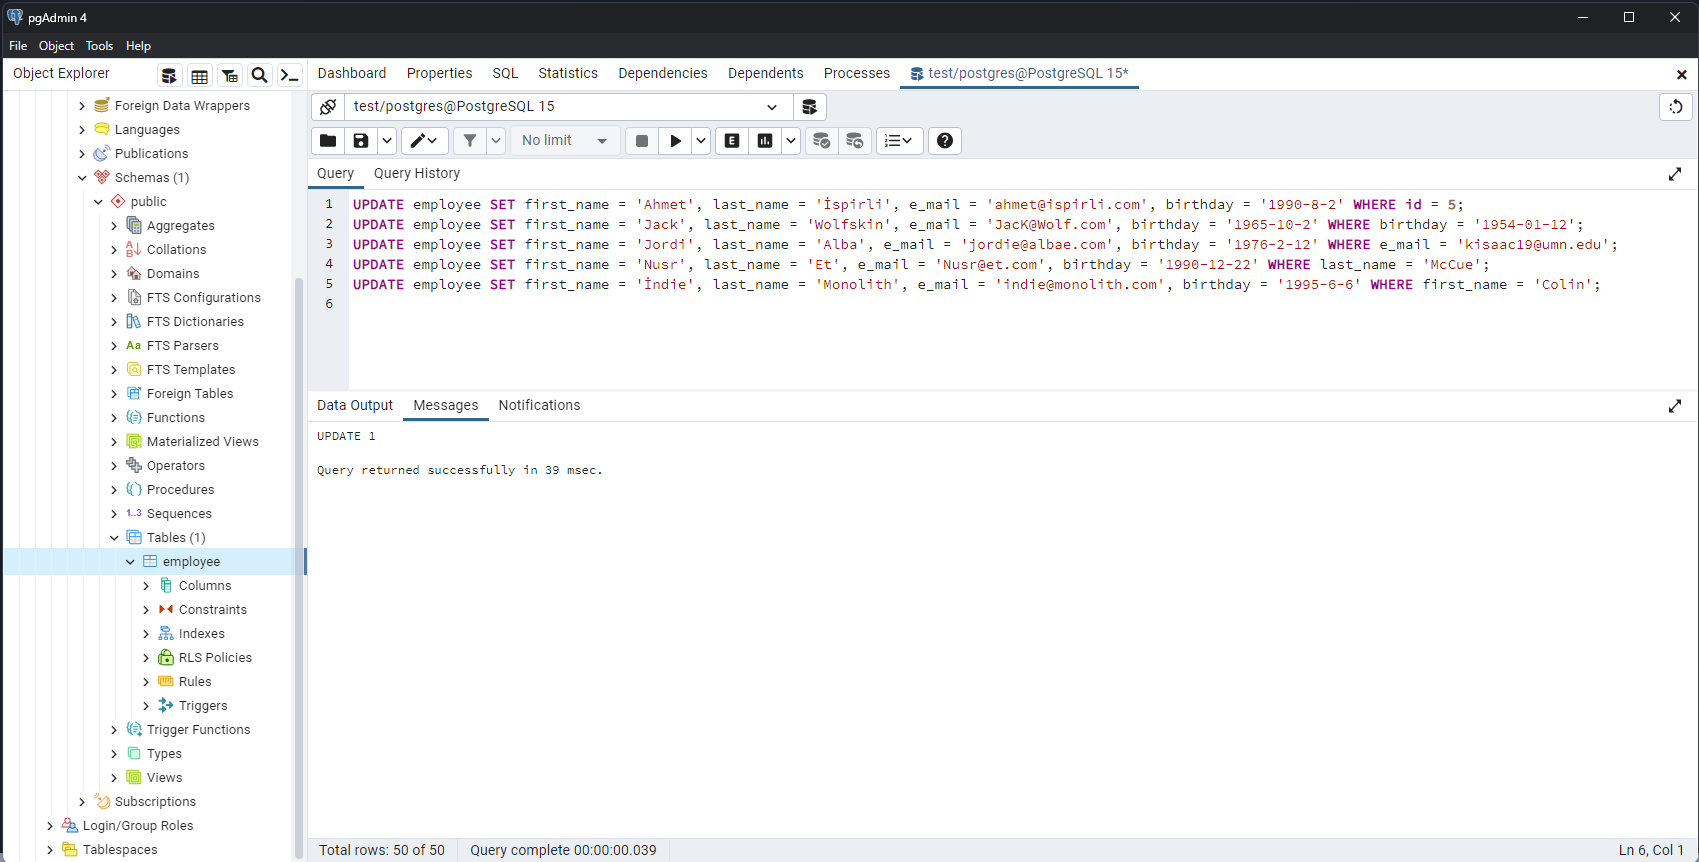 pgAdmin 4
File Object Tools Help
Object Explorer
Dashboard Properties SQL Statistics Dependencies Dependents Processes test/postgres@PostgreSQL 15*
Foreign Data Wrappers
Languages
Publications
Schemas (1)
public
Aggregates
Collations
Domains
FTS Configurations
FTS Dictionaries
Aa FTS Parsers
FTS Templates
Foreign Tables
Functions
Materialized Views
Operators
Procedures
1..3 Sequences
Tables (1)
employee
Columns
Constraints
Indexes
RLS Policies
Rules
Triggers
Trigger Functions
Types
Views
Subscriptions
Login/Group Roles
Tablespaces
test/postgres@PostgreSQL 15
No limit
E
Query Query History
1 UPDATE employee SET first_name = 'Ahmet', last_name = 'İspirli', e_mail = 'ahmet@ispirli.com', birthday = '1990-8-2' WHERE id = 5;
2 UPDATE employee SET first_name = 'Jack', last_name = 'Wolfskin', e_mail = 'JacK@Wolf.com', birthday = '1965-10-2' WHERE birthday = '1954-01-12';
3 UPDATE employee SET first_name = 'Jordi', last_name = 'Alba', e_mail = 'jordie@albae.com', birthday = '1976-2-12' WHERE e_mail = 'kisaac19@umn.edu';
4 UPDATE employee SET first_name = 'Nusr', last_name = 'Et', e_mail = 'Nusr@et.com', birthday = '1990-12-22' WHERE last_name = 'McCue';
5 UPDATE employee SET first_name = 'İndie', last_name = 'Monolith', e_mail = 'indie@monolith.com', birthday = '1995-6-6' WHERE first_name = 'Colin';
6
Data Output Messages Notifications
UPDATE 1
Query returned successfully in 39 msec.
Total rows: 50 of 50 Query complete 00:00:00.039 Ln 6, Col 1